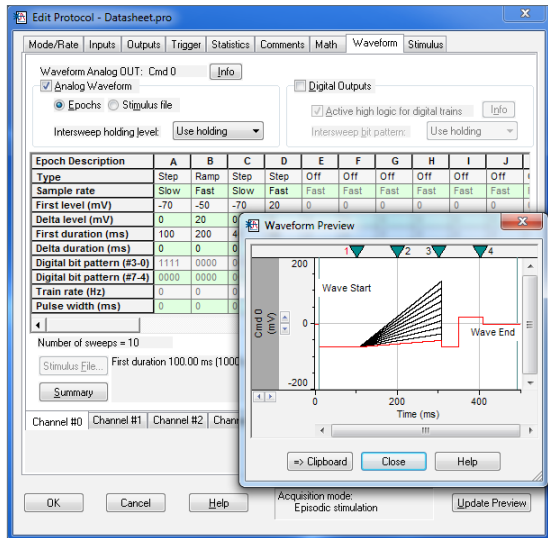 Edit Protocol - Datasheet.pro
Mode/Rate Inputs Outputs Trigger Statistics Comments Math Waveform Stimulus
Waveform Analog OUT: Cmd 0 Info
Analog Waveform
Digital Outputs
Epochs Stimulus file
Active high logic for digital trains Info
Intersweep holding level: Use holding
Intersweep bit pattern: Use holding
Epoch Description A B C D E F G H I J
Type Step Ramp Step Step Off Off Off Off Off Off
Sample rate Slow Fast Slow Fast Fast Fast Fast Fast Fast Fast
First level (mV) -70 -50 -70 20 0 0 0 0 0 0
Delta level (mV) 0 20 0
First duration (ms) 100 200 4
Delta duration (ms) 0 0 0
Digital bit pattern (#3-0) 1111 0000
Digital bit pattern (#7-4) 0000 0000
Train rate (Hz) 0 0 0
Pulse width (ms) 0 0 0
Number of sweeps = 10
Stimulus File... First duration 100.00 ms (1000
Summary
Channel #0 Channel #1 Channel #2
OK Cancel Help
Acquisition mode:
Episodic stimulation
Update Preview
Waveform Preview
1 2 3 4
200
Wave Start
Cmd 0
(mV)
0
Wave End
-200
0 200 400
Time (ms)
=> Clipboard Close Help